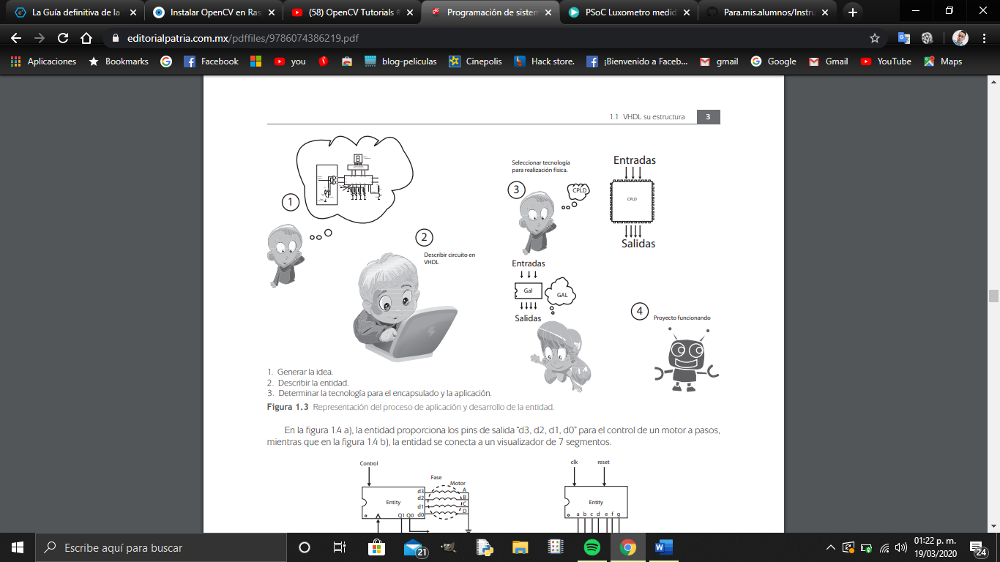 La Guía definitiva de la
Instalar OpenCV en Ras
(58) OpenCV Tutorials
Programación de sistem
PSoC Luxometro medid
Para.mis.alumnos/Instru
editorialpatria.com.mx/pdffiles/9786074386219.pdf
Aplicaciones
Bookmarks
Facebook
you
blog-peliculas
Cinepolis
Hack store.
¡Bienvenido a Faceb...
gmail
Google
Gmail
YouTube
Maps
1.1 VHDL su estructura 3
1
2
Describir circuito en
VHDL
Seleccionar tecnología
para realización física.
3
CPLD
Entradas
CPLD
Salidas
Entradas
Gal
GAL
Salidas
4
Proyecto funcionando
1. Generar la idea.
2. Describir la entidad.
3. Determinar la tecnología para el encapsulado y la aplicación.
Figura 1.3 Representación del proceso de aplicación y desarrollo de la entidad.
En la figura 1.4 a), la entidad proporciona los pins de salida “d3, d2, d1, d0” para el control de un motor a pasos,
mientras que en la figura 1.4 b), la entidad se conecta a un visualizador de 7 segmentos.
Control
Fase
Motor
Entity
d3
d2
d1
d0
A
B
C
D
Q1 Q0
clk reset
Entity
a b c d e f g
Escribe aquí para buscar
21
01:22 p. m.
19/03/2020
24